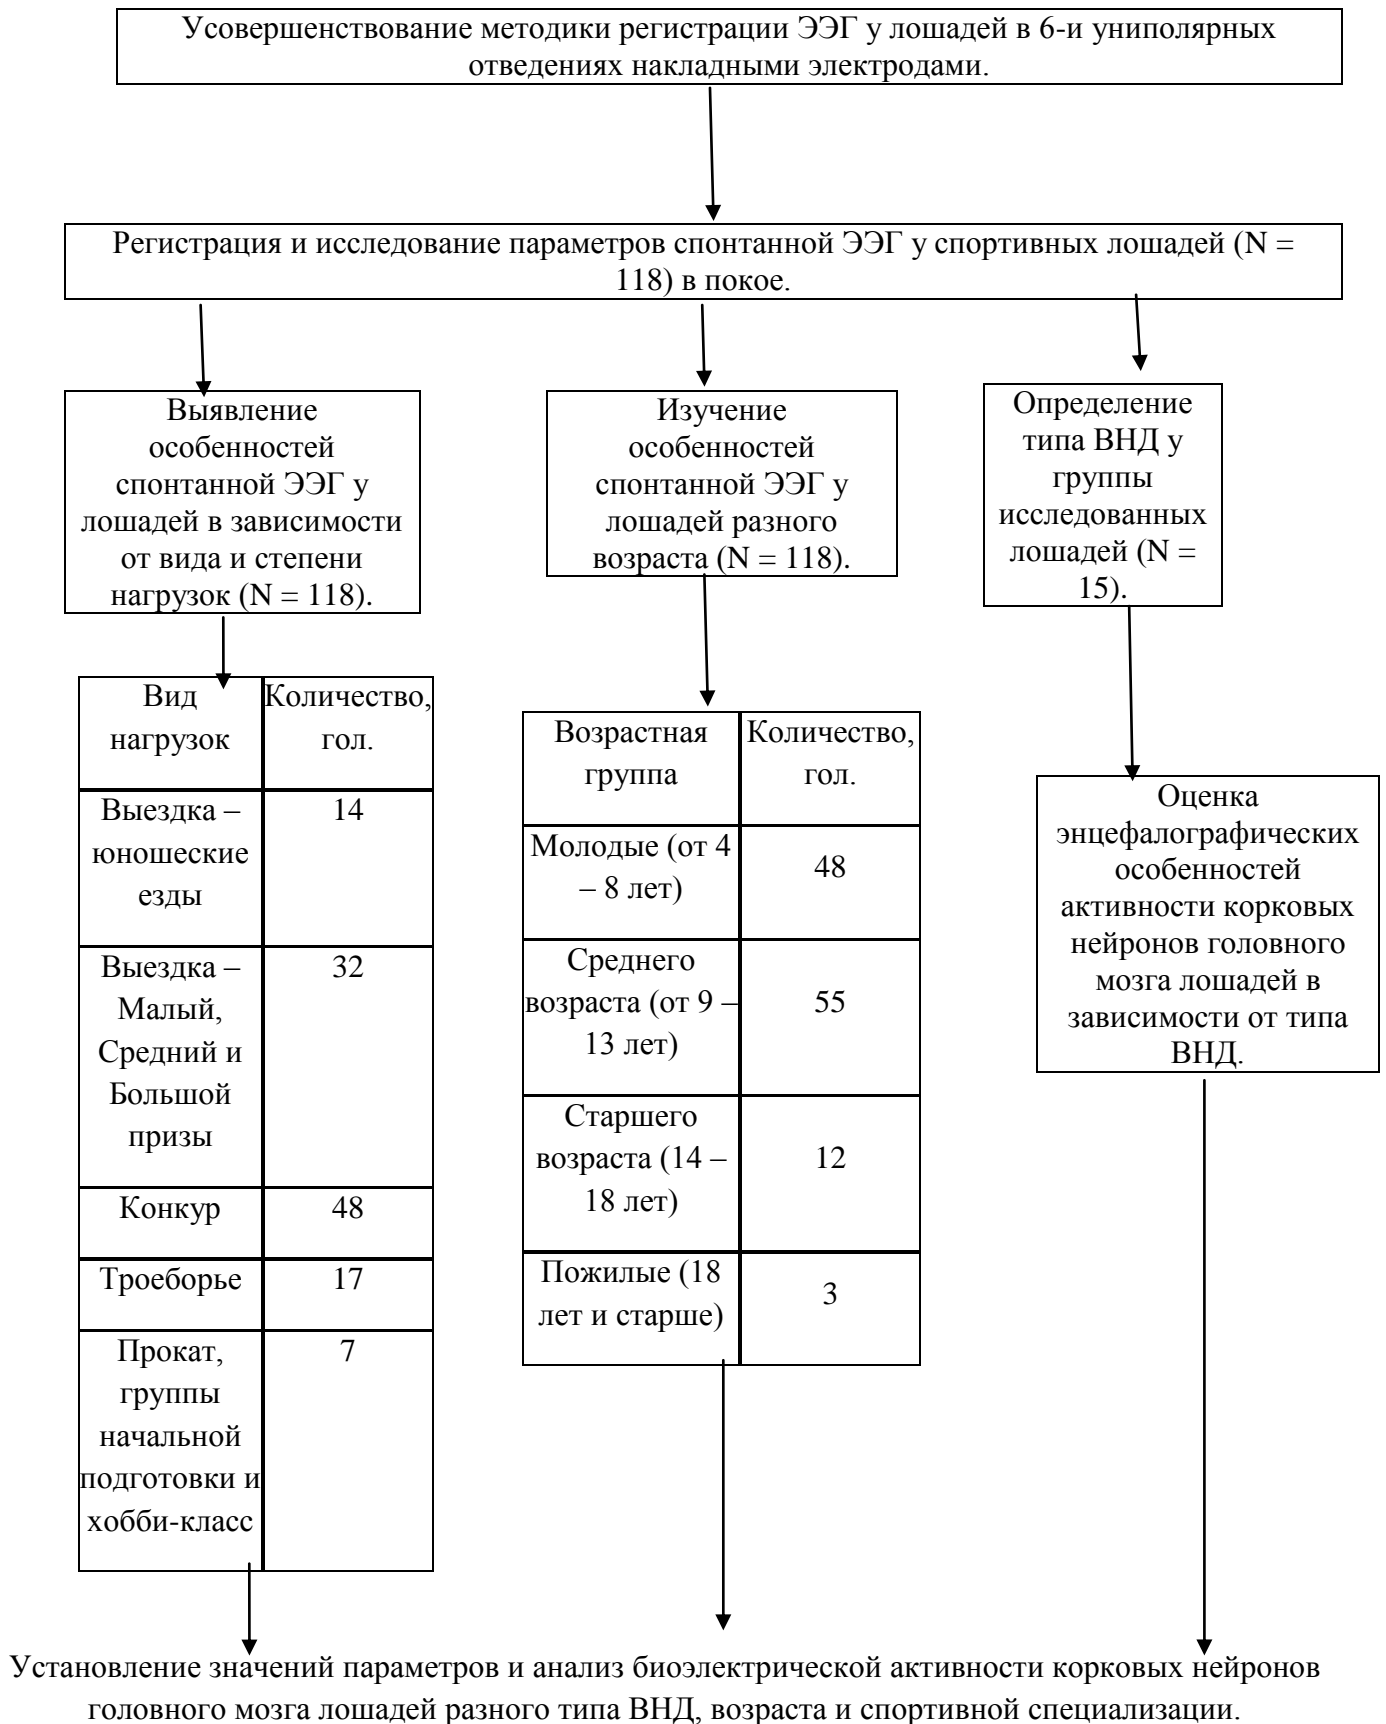 Усовершенствование методики регистрации ЭЭГ у лошадей в 6-и униполярных
отведениях накладными электродами.
Регистрация и исследование параметров спонтанной ЭЭГ у спортивных лошадей (N =
118) в покое.
Выявление
особенностей
спонтанной ЭЭГ у
лошадей в зависимости
от вида и степени
нагрузок (N = 118).
Изучение
особенностей
спонтанной ЭЭГ у
лошадей разного
возраста (N = 118).
Определение
типа ВНД у
группы
исследованных
лошадей (N =
15).
Вид
нагрузок
Количество,
гол.
Выездка –
юношеские
езды
14
Выездка –
Малый,
Средний и
Большой
призы
32
Конкур
48
Троеборье
17
Прокат,
группы
начальной
подготовки и
хобби-класс
7
Возрастная
группа
Количество,
гол.
Молодые (от 4
– 8 лет)
48
Среднего
возраста (от 9 –
13 лет)
55
Старшего
возраста (14 –
18 лет)
12
Пожилые (18
лет и старше)
3
Оценка
энцефалографических
особенностей
активности корковых
нейронов головного
мозга лошадей в
зависимости от типа
ВНД.
Установление значений параметров и анализ биоэлектрической активности корковых нейронов
головного мозга лошадей разного типа ВНД, возраста и спортивной специализации.